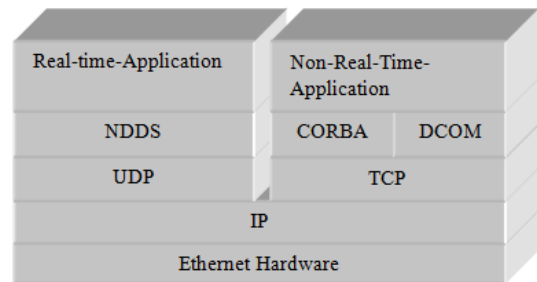 Real-time-Application
Non-Real-Time-
Application
NDDS
CORBA
DCOM
UDP
TCP
IP
Ethernet Hardware